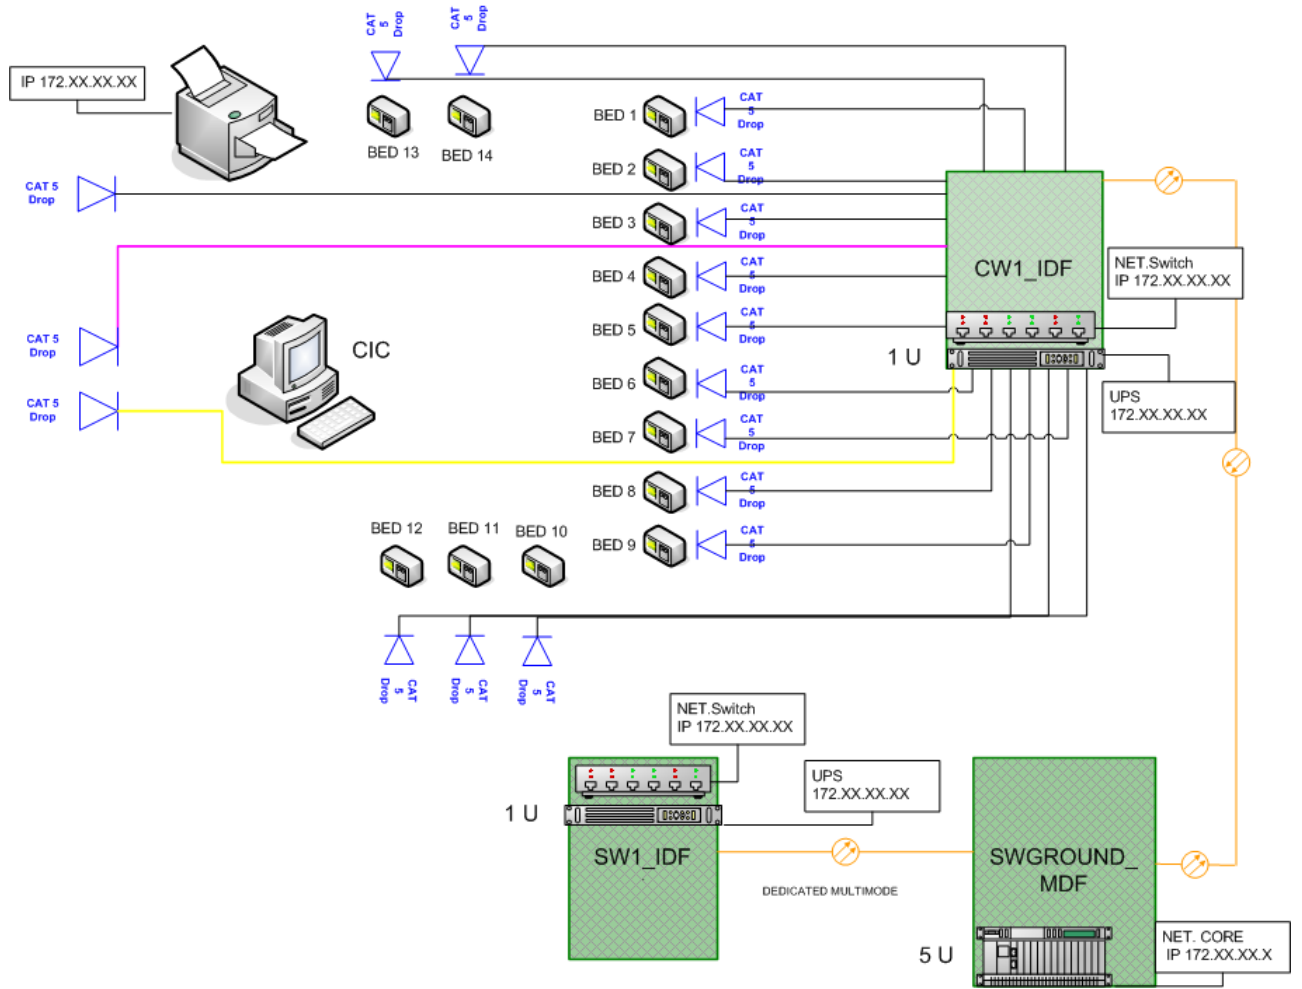 CAT
5
Drop
CAT
5
Drop
IP 172.XX.XX.XX
BED 13
BED 14
BED 1
CAT
5
Drop
BED 2
CAT
5
Drop
CAT 5
Drop
BED 3
CAT
5
Drop
BED 4
CAT
5
Drop
CW1_IDF
NET.Switch
IP 172.XX.XX.XX
BED 5
CAT
5
Drop
CAT 5
Drop
CIC
1 U
BED 6
CAT
5
Drop
UPS
172.XX.XX.XX
CAT 5
Drop
BED 7
CAT
5
Drop
BED 8
CAT
5
Drop
BED 12
BED 11
BED 10
BED 9
CAT
5
Drop
CAT
5
Drop
CAT
5
Drop
CAT
5
Drop
NET.Switch
IP 172.XX.XX.XX
UPS
172.XX.XX.XX
1 U
SW1_IDF
SWGROUND_
MDF
DEDICATED MULTIMODE
5 U
NET. CORE
IP 172.XX.XX.X